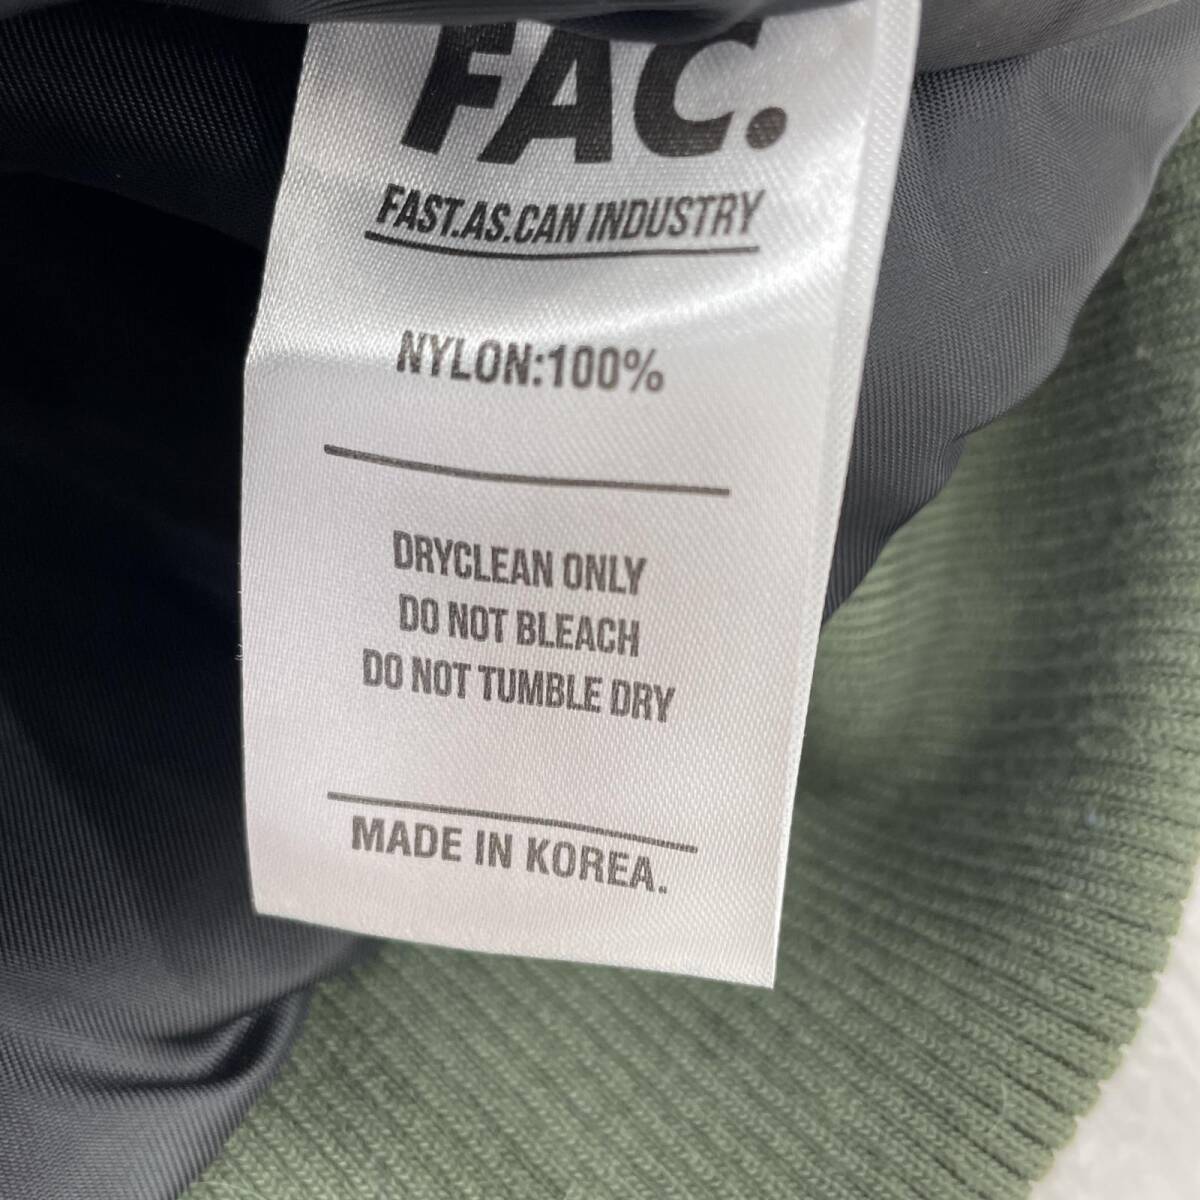 FAC.
FAST.AS.CAN INDUSTRY
NYLON:100%
DRYCLEAN ONLY
DO NOT BLEACH
DO NOT TUMBLE DRY
MADE IN KOREA.